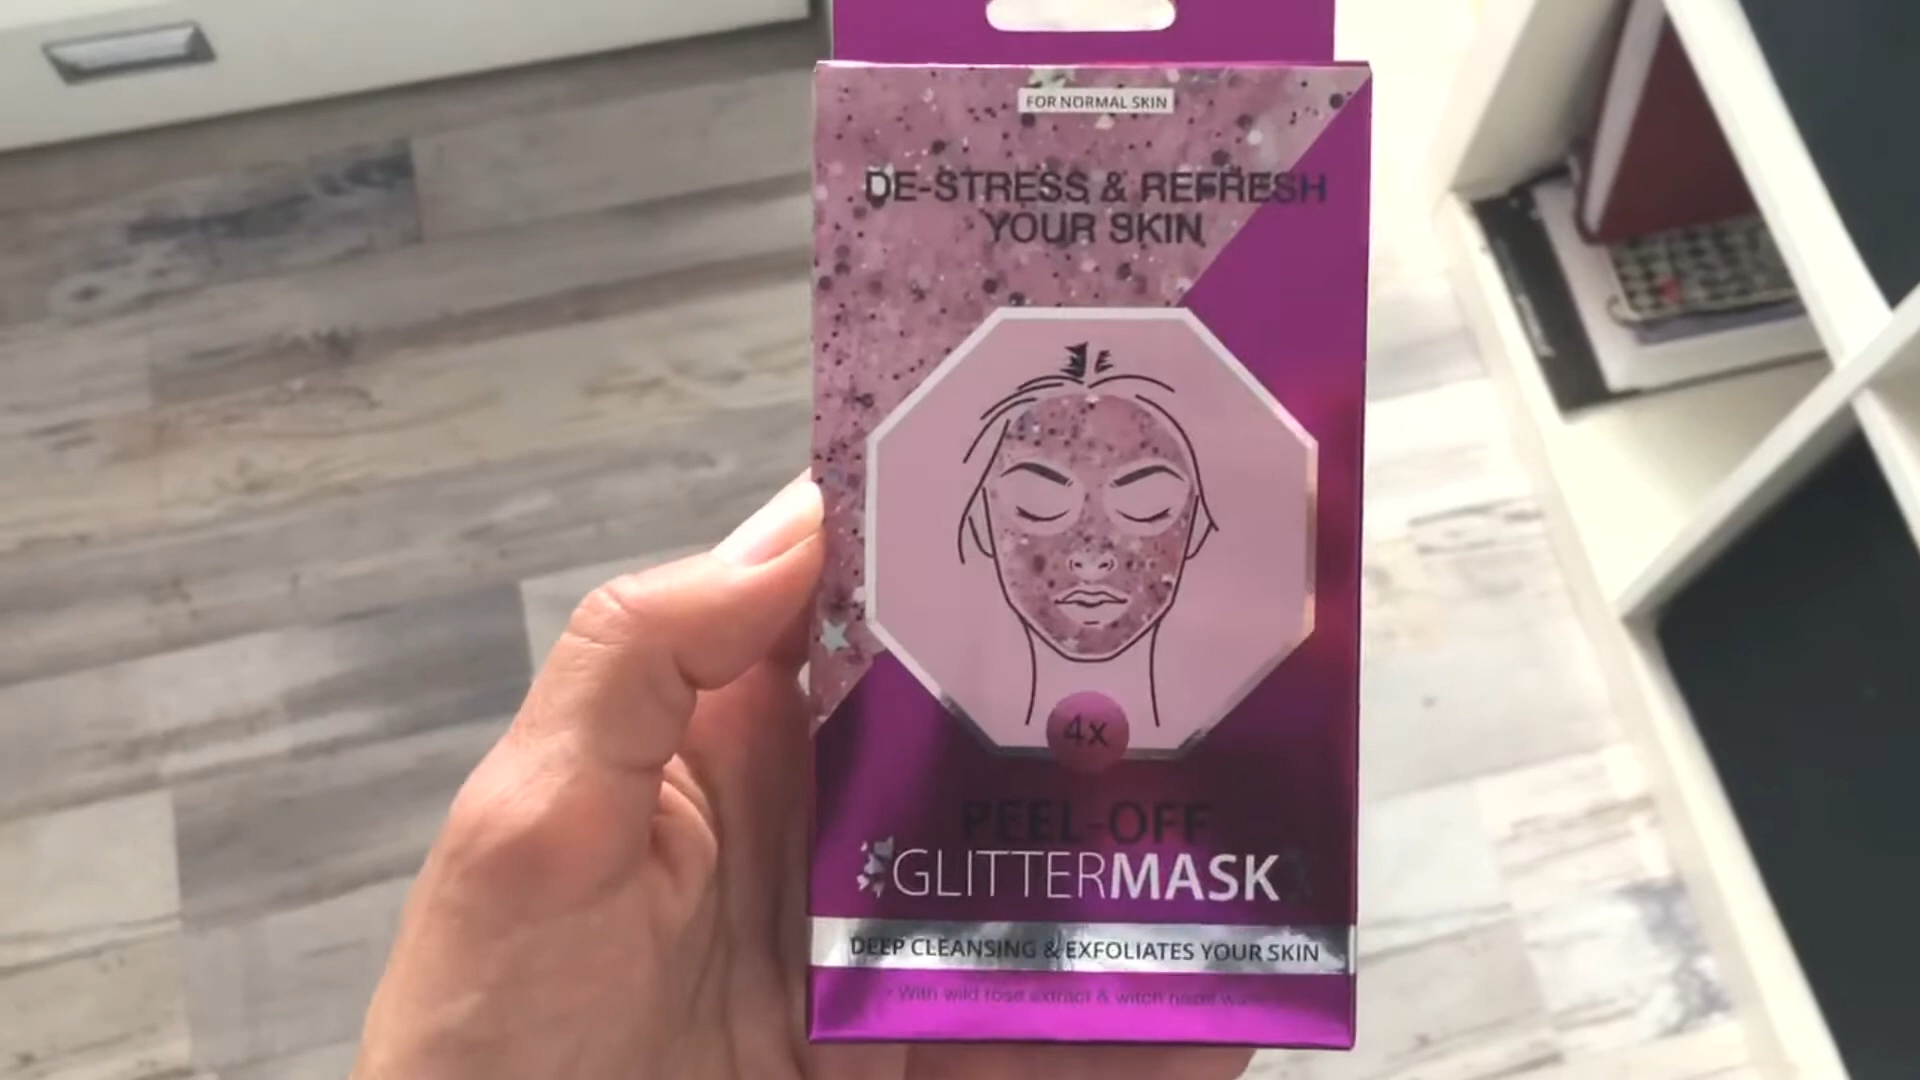 FOR NORMAL SKIN
DE-STRESS & REFRESH
YOUR SKIN
4x
PEEL-OFF
GLITTERMASK
DEEP CLEANSING & EXFOLIATES YOUR SKIN
With wild rose extract & witch hazel